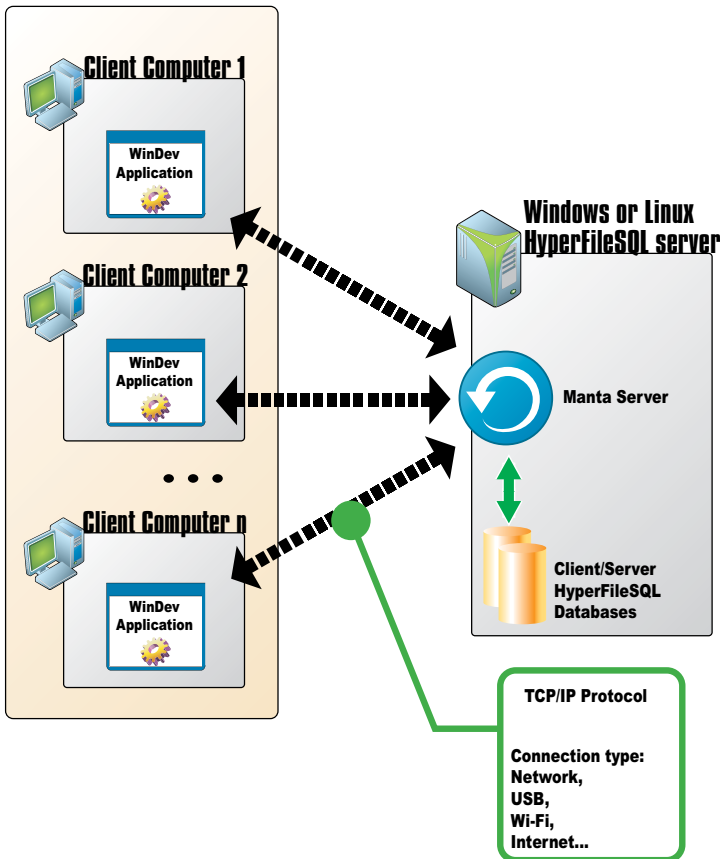 Client Computer 1
WinDev
Application
Client Computer 2
WinDev
Application
• • •
Client Computer n
WinDev
Application
Windows or Linux
HyperFileSQL server
Manta Server
Client/Server
HyperFileSQL
Databases
TCP/IP Protocol
Connection type:
Network,
USB,
Wi-Fi,
Internet...